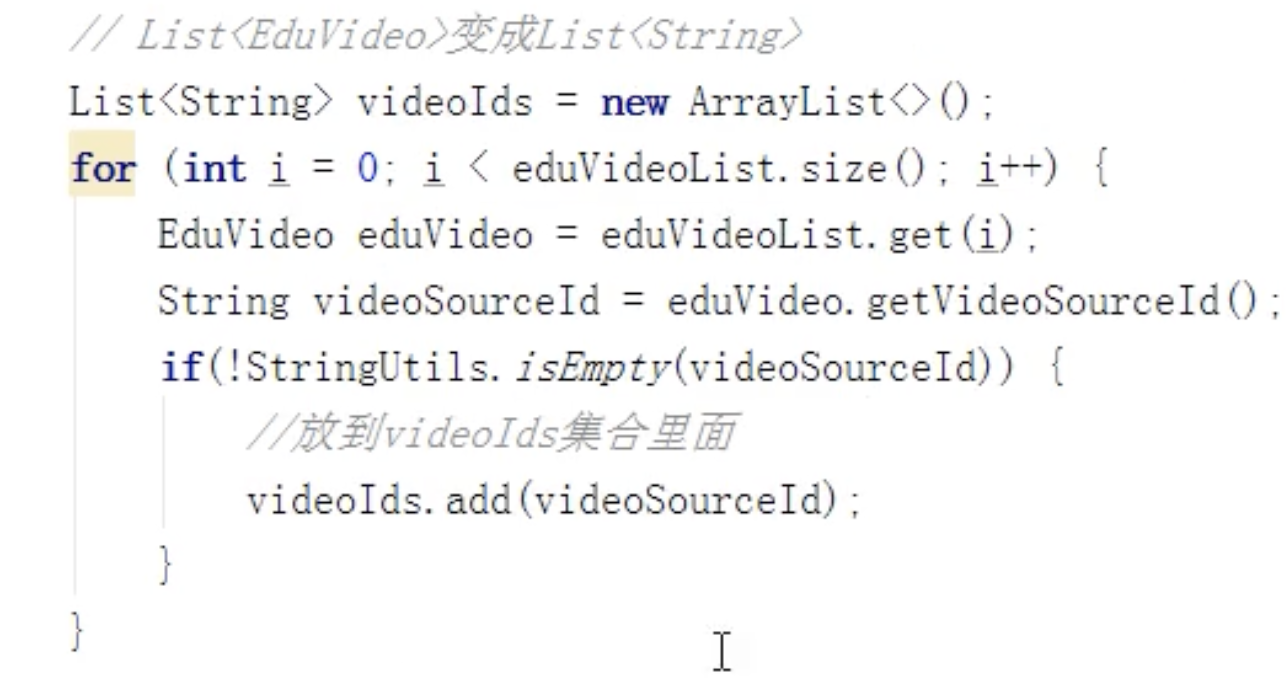 // List<EduVideo>变成List<String>
List<String> videoIds = new ArrayList<>();
for (int i = 0; i < eduVideoList.size(); i++) {
EduVideo eduVideo = eduVideoList.get(i);
String videoSourceId = eduVideo.getVideoSourceId();
if(!StringUtils.isEmpty(videoSourceId)) {
//放到videoIds集合里面
videoIds.add(videoSourceId);
}
}